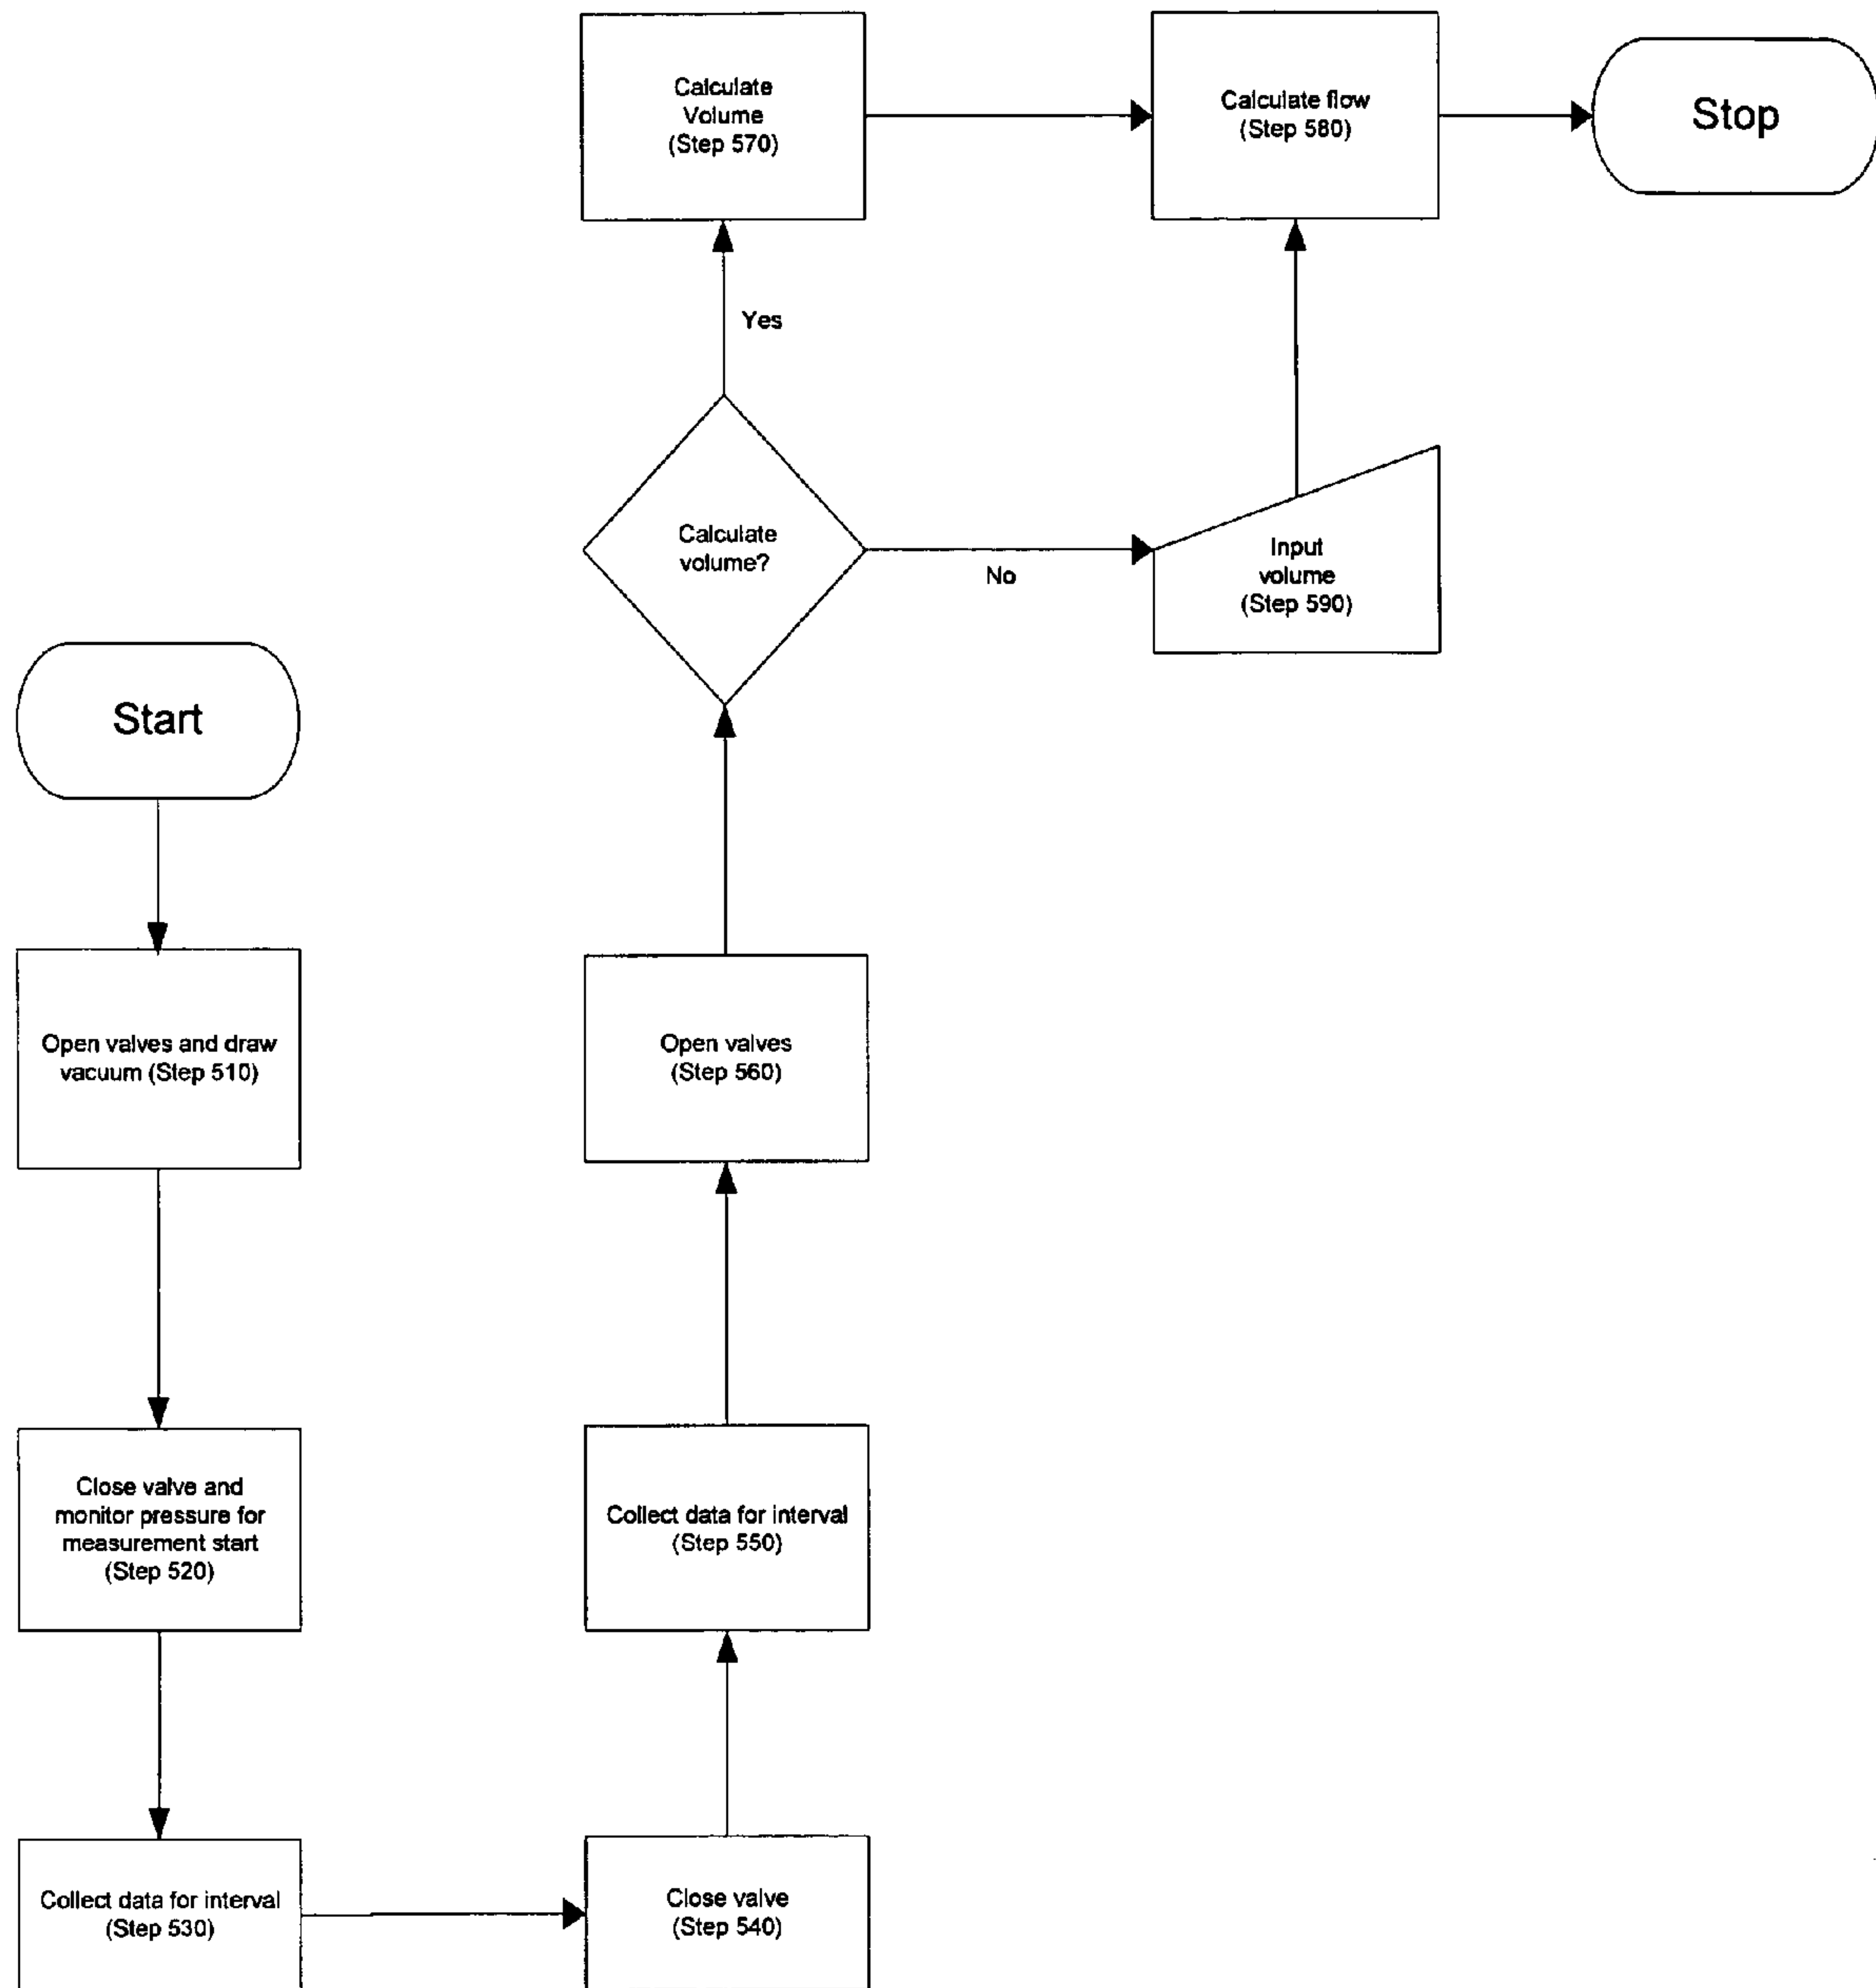 Start
Open valves and draw
vacuum (Step 510)
Close valve and
monitor pressure for
measurement start
(Step 520)
Collect data for interval
(Step 530)
Close valve
(Step 540)
Collect data for interval
(Step 550)
Open valves
(Step 560)
Calculate
volume?
Yes
Calculate
Volume
(Step 570)
No
Input
volume
(Step 590)
Calculate flow
(Step 580)
Stop